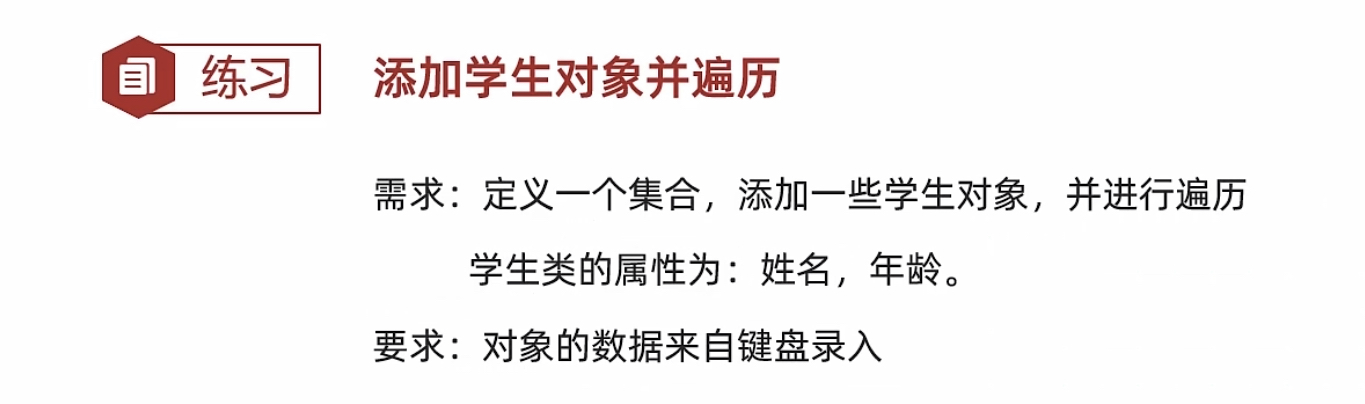 练习
添加学生对象并遍历
需求：定义一个集合，添加一些学生对象，并进行遍历
学生类的属性为：姓名，年龄。
要求：对象的数据来自键盘录入